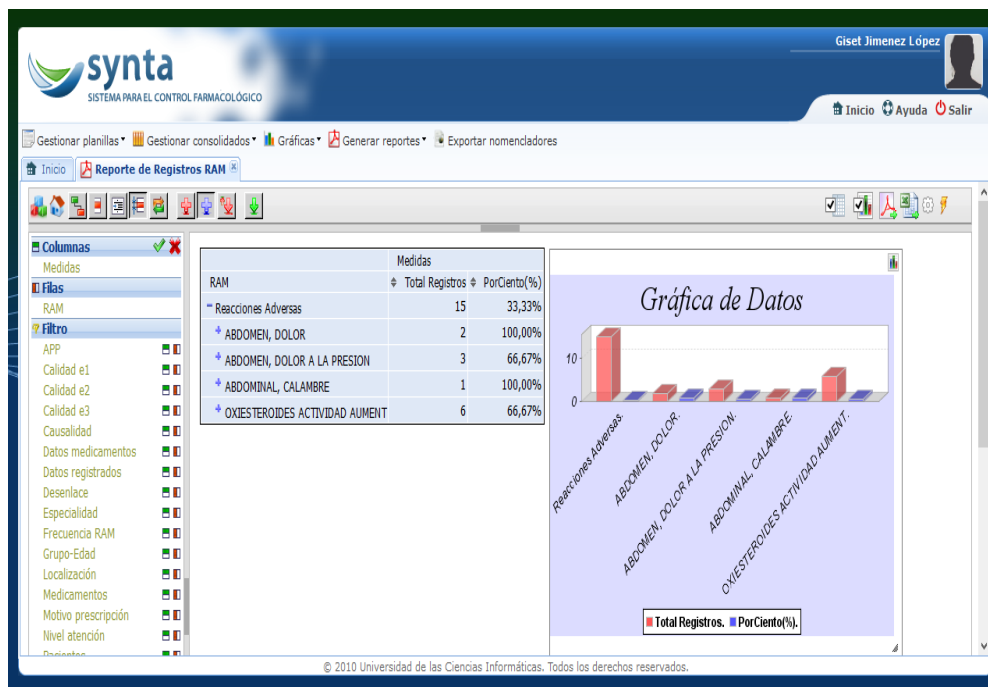 Giset Jimenez López
synta
SISTEMA PARA EL CONTROL FARMACOLÓGICO
Inicio Ayuda Salir
Gestionar planillas Gestionar consolidados Gráficas Generar reportes Exportar nomencladores
Inicio Reporte de Registros RAM
Columnas
Medidas
Filas
RAM
Filtro
APP
Calidad e1
Calidad e2
Calidad e3
Causalidad
Datos medicamentos
Datos registrados
Desenlace
Especialidad
Frecuencia RAM
Grupo-Edad
Localización
Medicamentos
Motivo prescripción
Nivel atención
Pacientes
Medidas
RAM Total Registros PorCiento(%)
Reacciones Adversas 15 33,33%
ABDOMEN, DOLOR 2 100,00%
ABDOMEN, DOLOR A LA PRESION 3 66,67%
ABDOMINAL, CALAMBRE 1 100,00%
OXIESTEROIDES ACTIVIDAD AUMENT 6 66,67%
Gráfica de Datos
10
0
Reacciones Adversas.
ABDOMEN, DOLOR.
ABDOMEN, DOLOR A LA PRESION.
ABDOMINAL, CALAMBRE.
OXIESTEROIDES ACTIVIDAD AUMENT.
Total Registros. PorCiento(%).
© 2010 Universidad de las Ciencias Informáticas. Todos los derechos reservados.